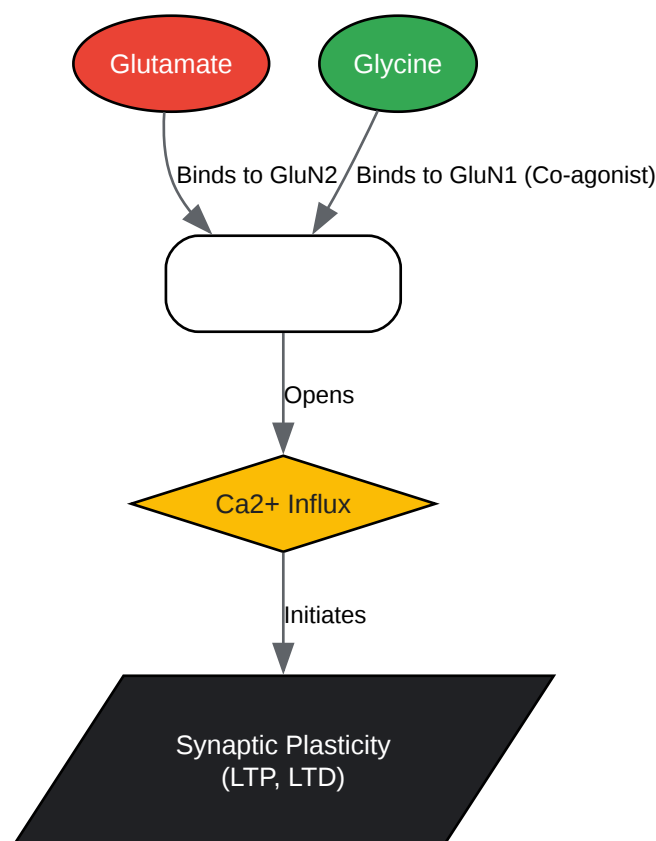 Glutamate
Glycine
Binds to GluN2
Binds to GluN1 (Co-agonist)
Opens
Ca2+ Influx
Initiates
Synaptic Plasticity
(LTP, LTD)